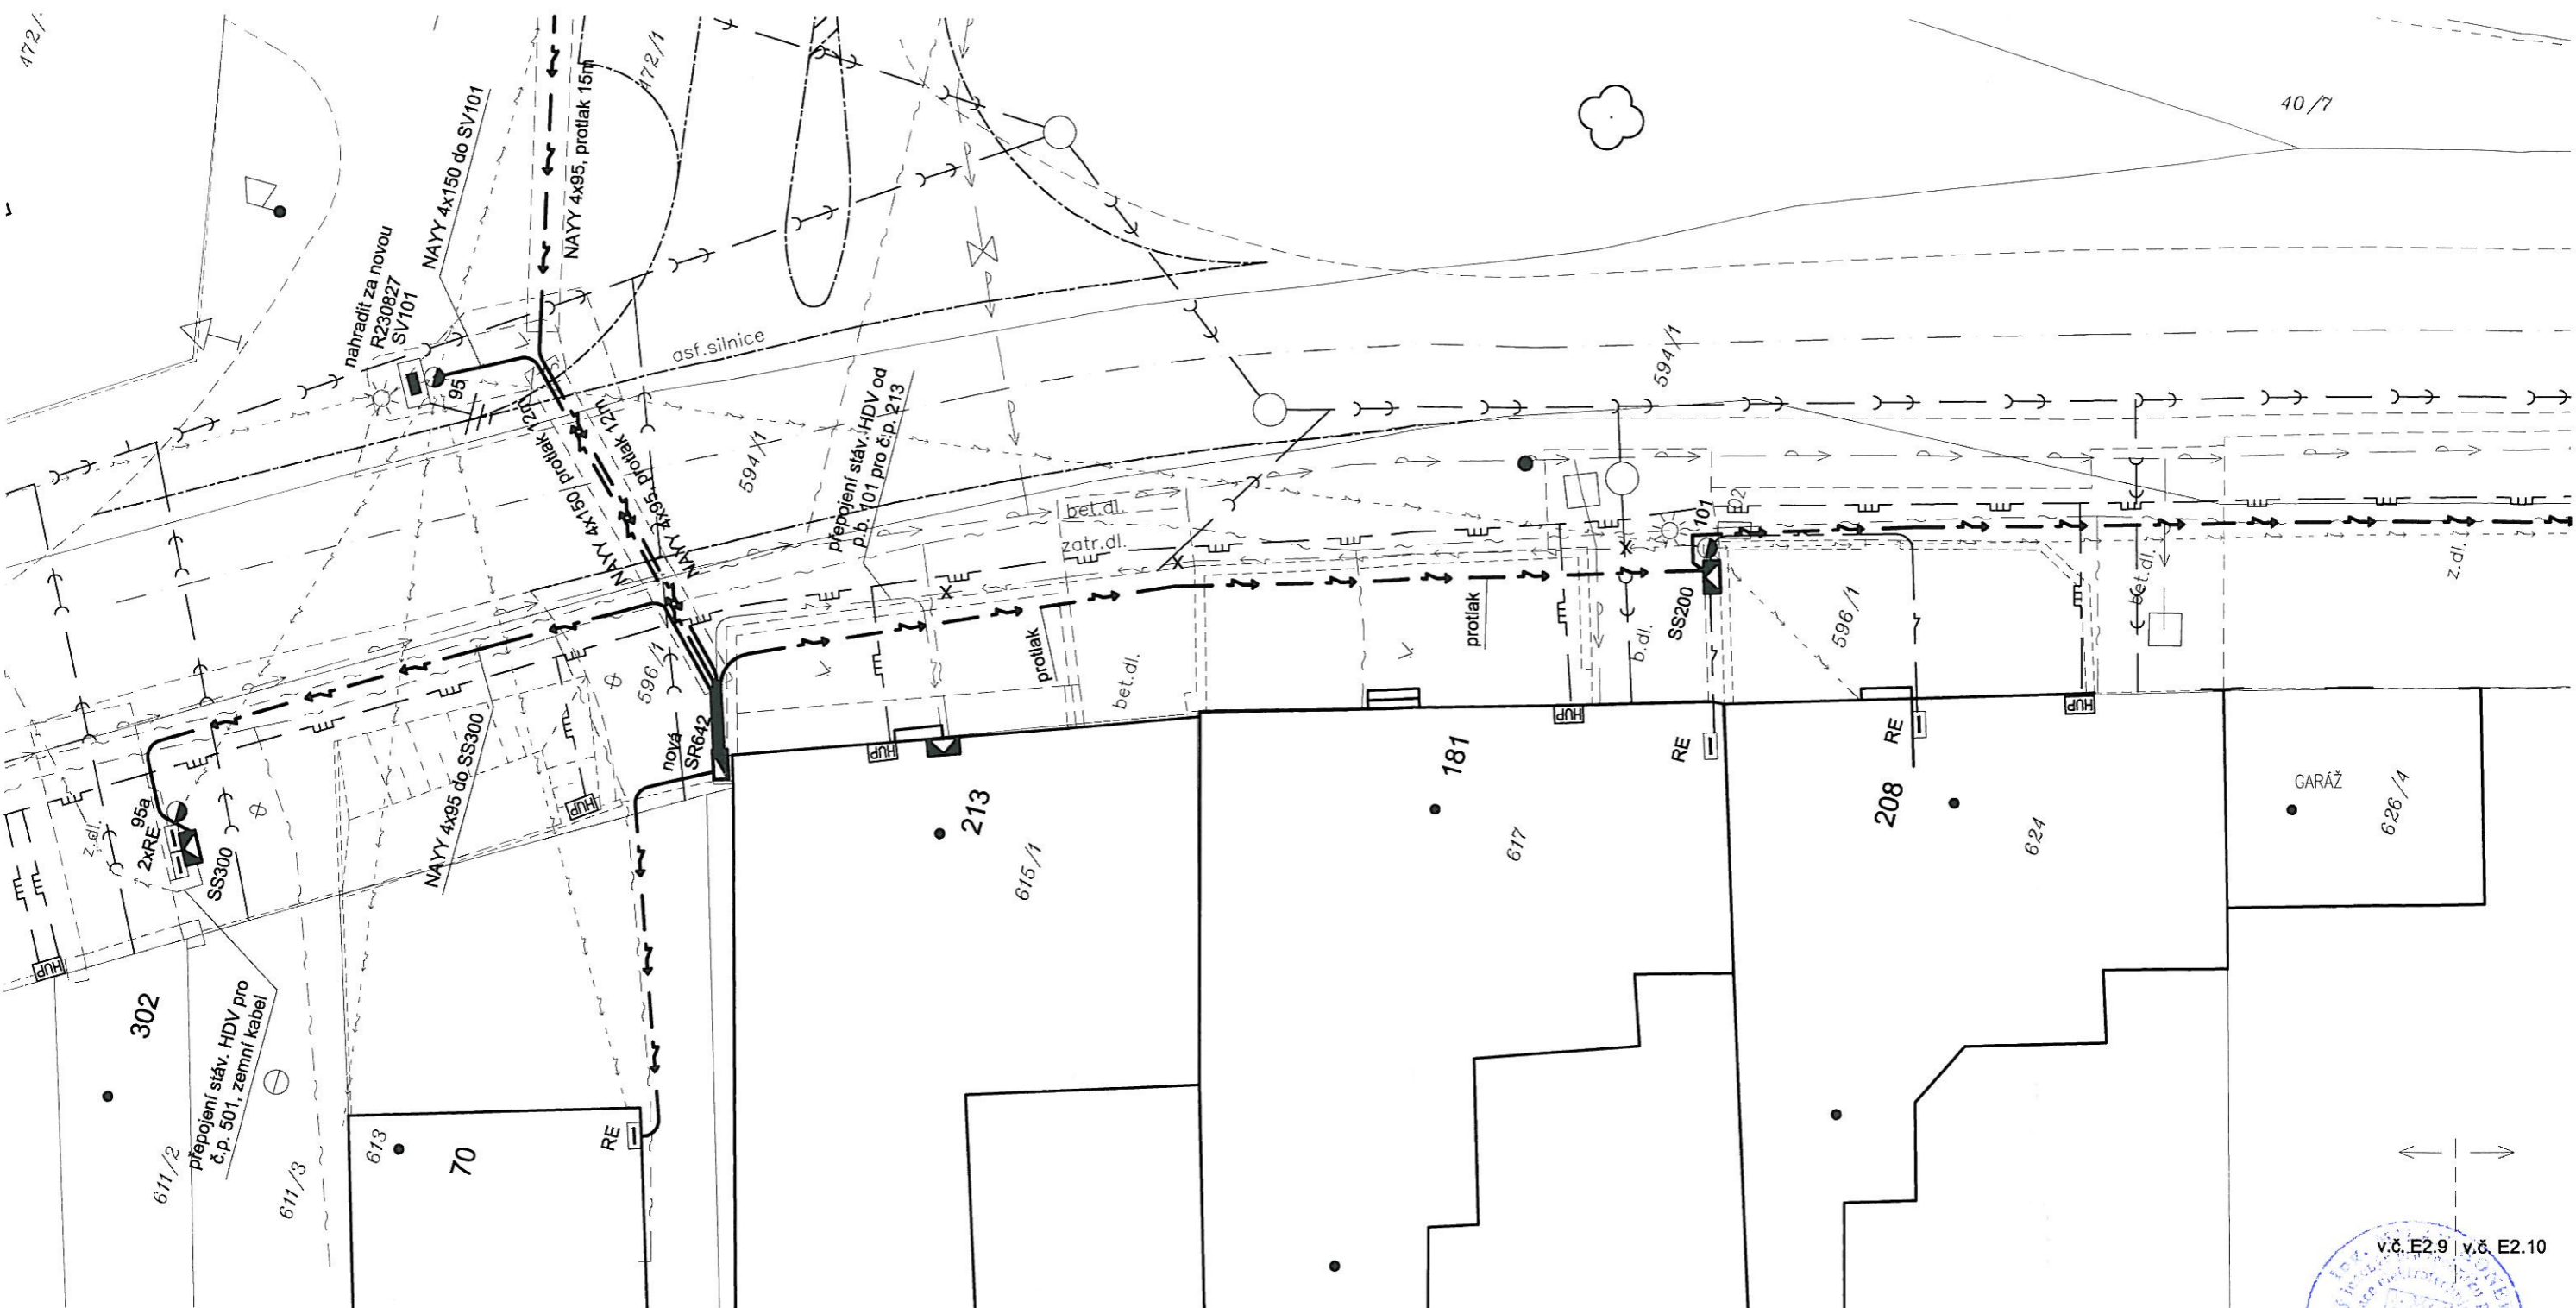 472/1
NAYY 4x95, protlak 15m
NAYY 4x150 do SV101
nahradit za novou
R230827
SV101
95
40/7
asf.silnice
594/1
NAYY 4x150, protlak 12m
NAYY 4x95, protlak 12m
594/1
přepojení stáv. HDV od
p.b. 101 pro č.p. 213
bet.dl.
zatr.dl.
101
SS200
protlak
protlak
bet.dl.
b.dl.
596/1
bet.dl.
z.dl.
596/1
nová
SR642
NAYY 4x95 do SS300
95a
2xRE
SS300
z.dl.
HUP
HUP
HUP
HUP
HUP
RE
RE
213
615/1
181
617
208
624
GARÁŽ
626/4
302
přepojení stáv. HDV pro
č.p. 501, zemní kabel
611/2
611/3
613
70
RE
v.č. E2.9
v.č. E2.10